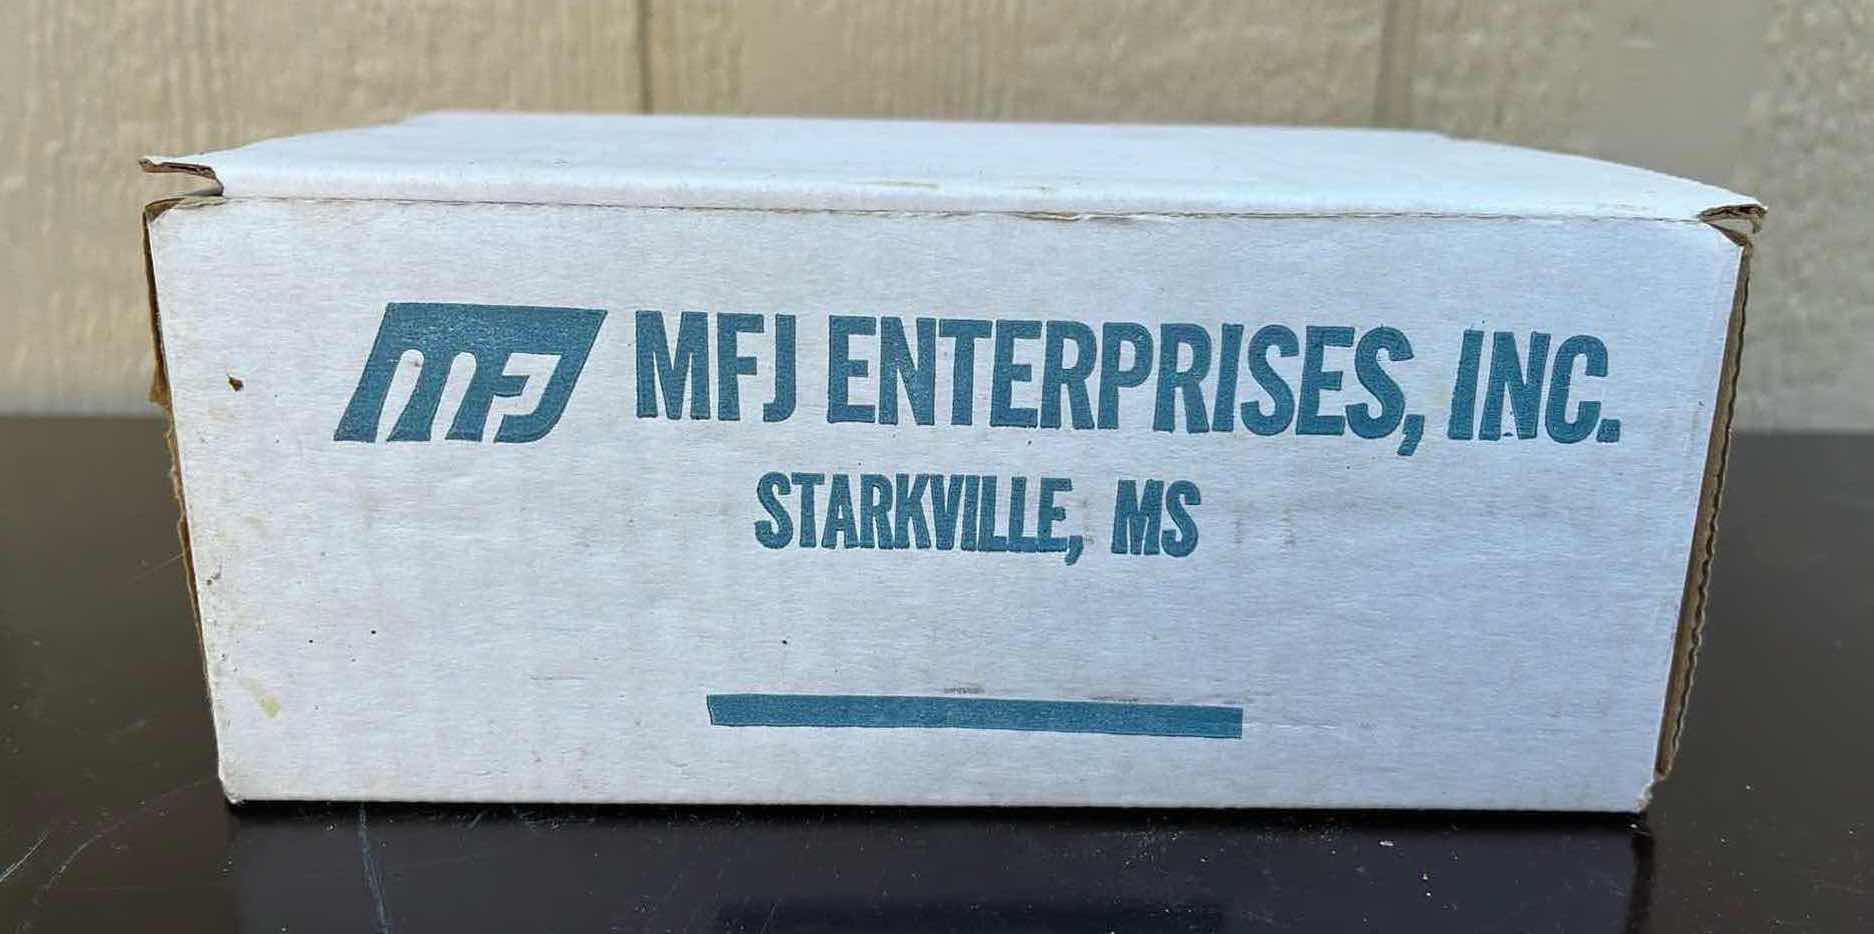 MFJ MFJ ENTERPRISES, INC.
STARKVILLE, MS